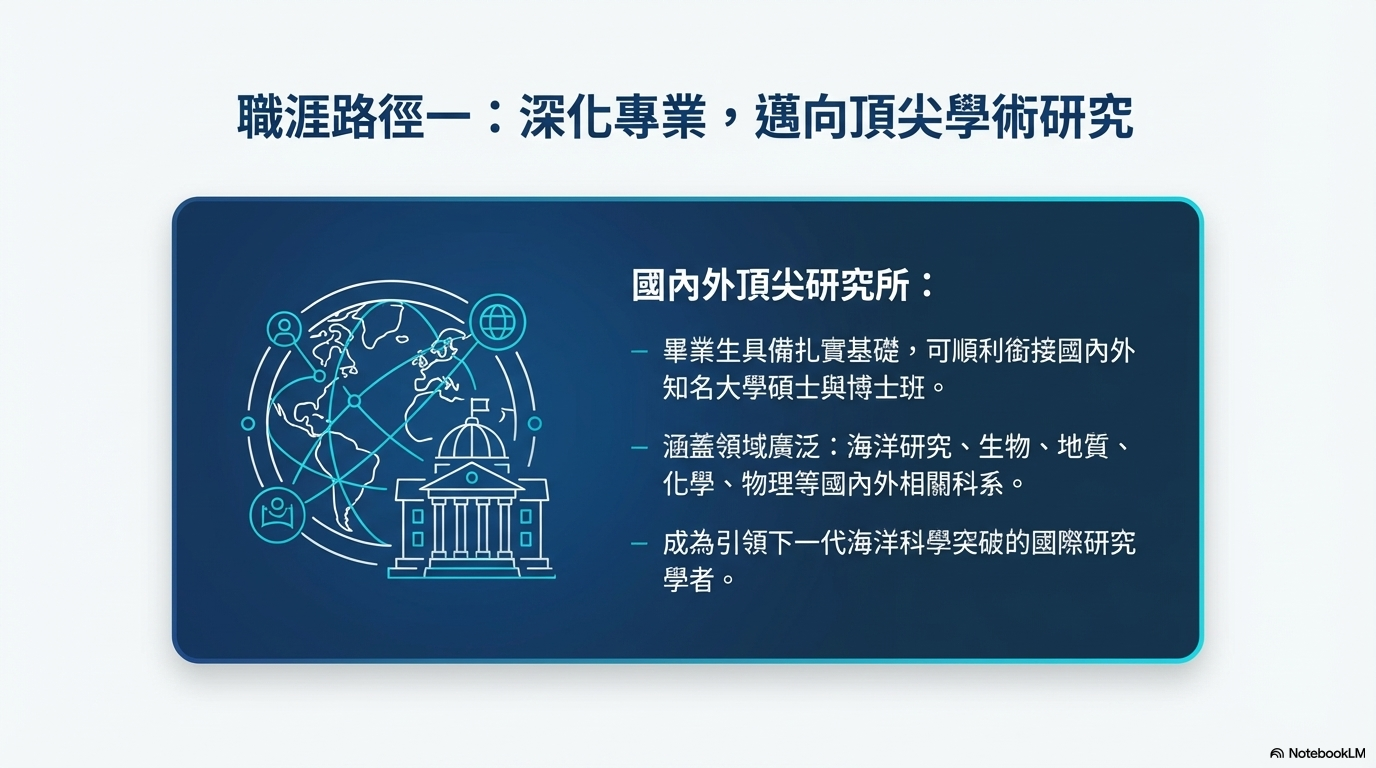 職涯路徑一：深化專業，邁向頂尖學術研究
國內外頂尖研究所：
– 畢業生具備扎實基礎，可順利銜接國內外
知名大學碩士與博士班。
– 涵蓋領域廣泛：海洋研究、生物、地質、
化學、物理等國內外相關科系。
– 成為引領下一代海洋科學突破的國際研究
學者。
NotebookLM